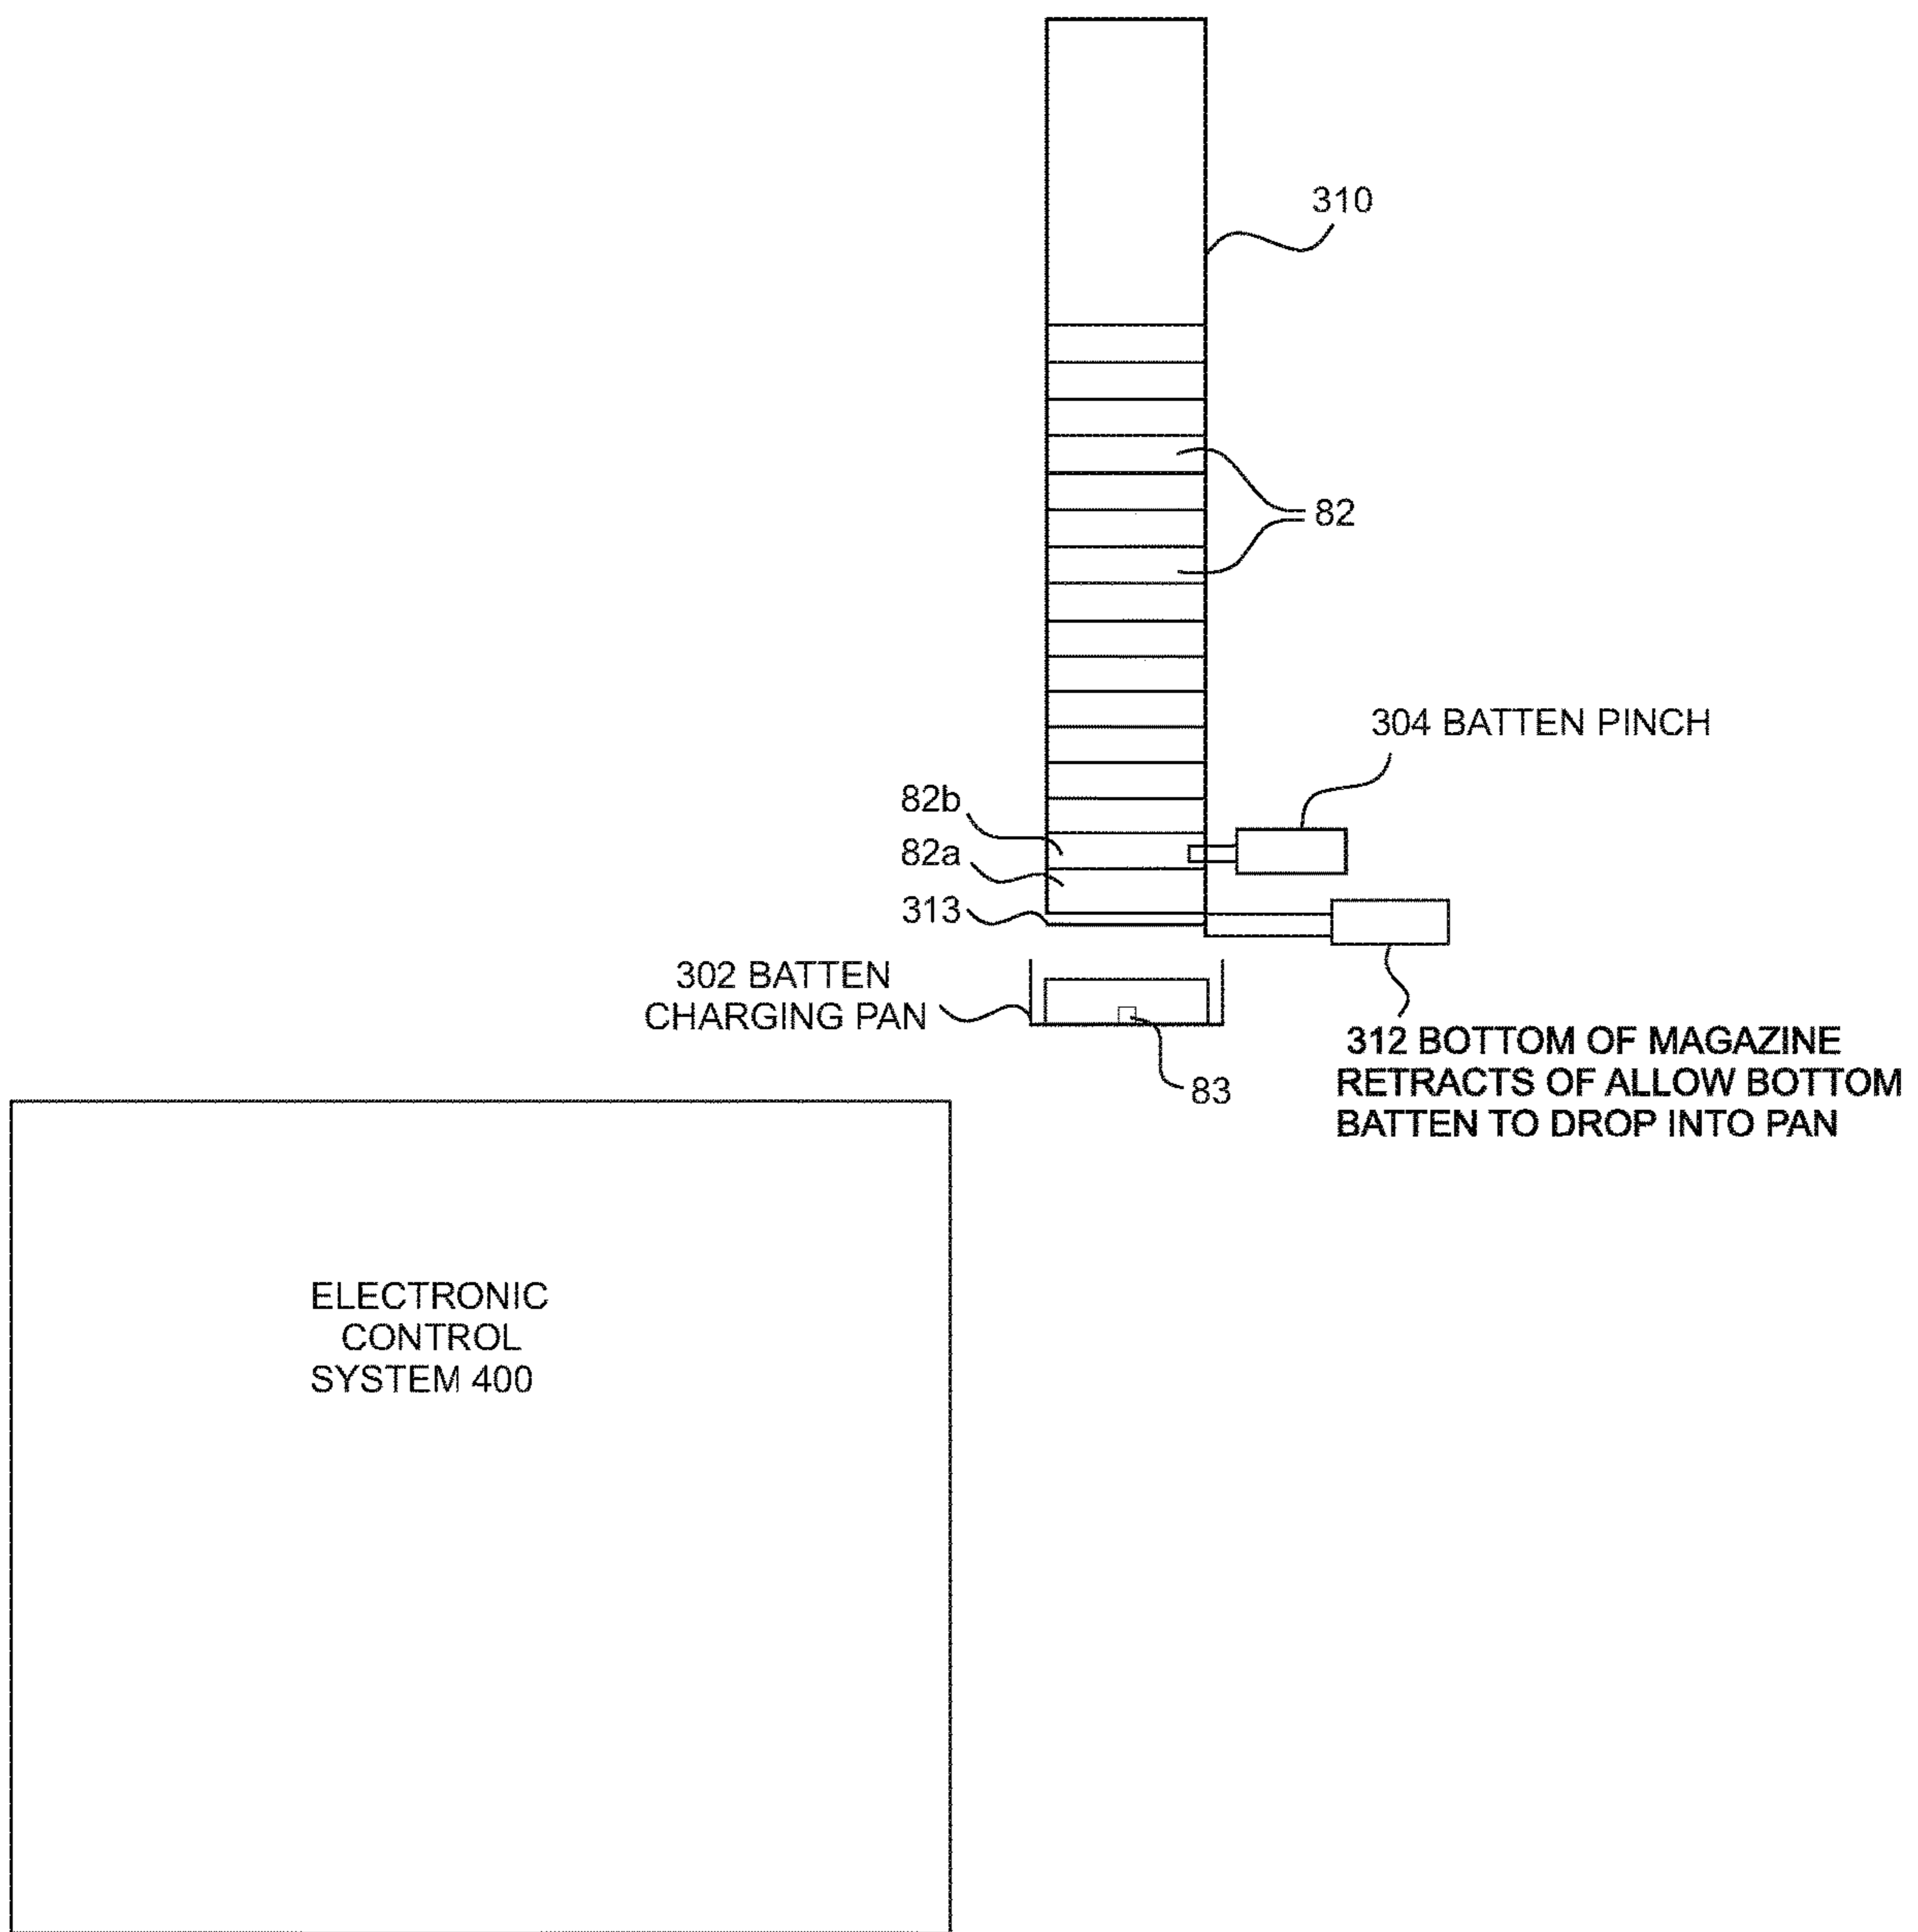 310
82
304 BATTEN PINCH
82b
82a
313
302 BATTEN
CHARGING PAN
312 BOTTOM OF MAGAZINE
RETRACTS OF ALLOW BOTTOM
BATTEN TO DROP INTO PAN
83
ELECTRONIC
CONTROL
SYSTEM 400